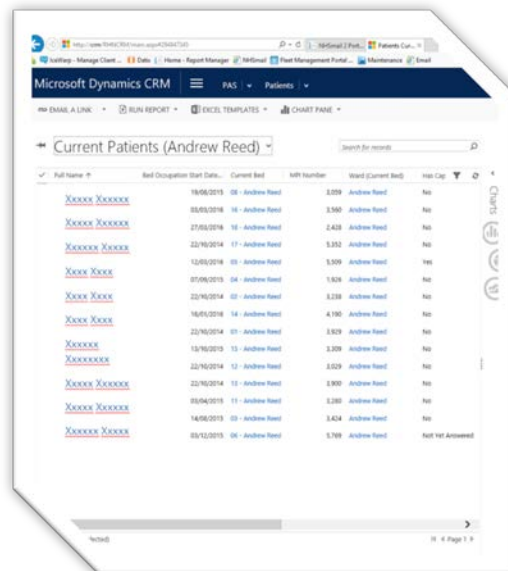 Microsoft Dynamics CRM PAS Patients
EMAIL A LINK RUN REPORT EXCEL TEMPLATES CHART PANE
Current Patients (Andrew Reed) Search for records
Full Name Bed Occupation Start Date... Current Bed MPI Number Ward (Current Bed) Has Cap
Charts
Xxxxx Xxxxxx
Xxxxx Xxxxxx
Xxxxxx Xxxxx
Xxxx Xxxx
Xxxx Xxxx
Xxxx Xxxx
Xxxxxx
Xxxxxxxx
Xxxxx Xxxxxx
Xxxxx Xxxxxx
Xxxxxx Xxxxx
19/06/2015 08 - Andrew Reed 3,059 Andrew Reed No
03/03/2016 16 - Andrew Reed 3,560 Andrew Reed No
27/03/2016 Andrew Reed 2,428 Andrew Reed No
22/10/2014 17 - Andrew Reed 5,352 Andrew Reed No
12/03/2016 Andrew Reed 5,509 Andrew Reed Yes
07/09/2015 04 - Andrew Reed 1,926 Andrew Reed No
22/10/2014 02 - Andrew Reed 3,238 Andrew Reed No
16/01/2016 14 - Andrew Reed 4,190 Andrew Reed No
22/10/2014 01 - Andrew Reed 3,929 Andrew Reed No
13/10/2015 15 - Andrew Reed 3,309 Andrew Reed No
22/10/2014 12 - Andrew Reed 3,029 Andrew Reed No
22/10/2014 Andrew Reed 3,900 Andrew Reed No
03/04/2015 11 - Andrew Reed 3,280 Andrew Reed No
14/08/2015 Andrew Reed 3,424 Andrew Reed No
03/12/2015 06 - Andrew Reed 5,769 Andrew Reed Not Yet Answered
Page 1